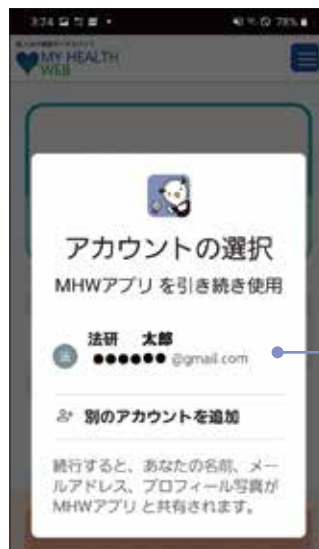 3:24
78%
MY HEALTH
WEB
アカウントの選択
MHWアプリ を引き続き使用
法研 太郎
●●●●●● @gmail.com
別のアカウントを追加
続行すると、あなたの名前、メー
ルアドレス、プロフィール写真が
MHWアプリ と共有されます。